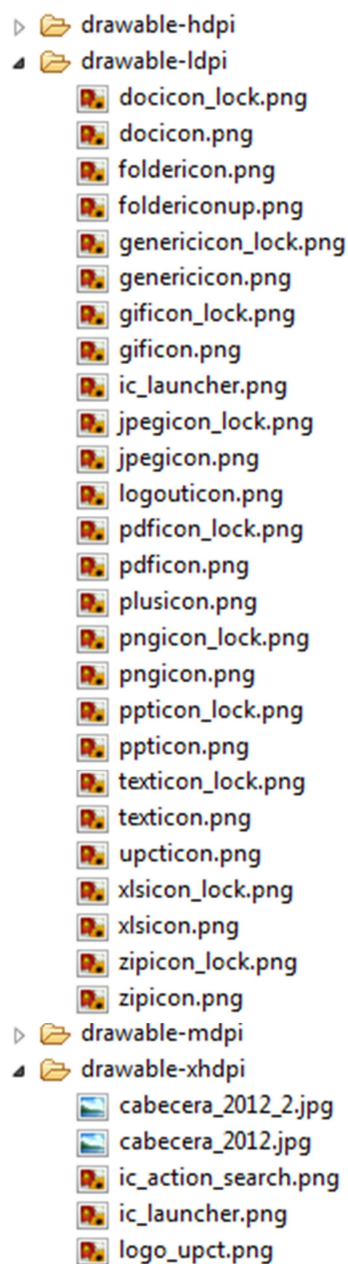 drawable-hdpi
drawable-ldpi
docicon_lock.png
docicon.png
foldericon.png
foldericonup.png
genericicon_lock.png
genericicon.png
gificon_lock.png
gificon.png
ic_launcher.png
jpegicon_lock.png
jpegicon.png
logouticon.png
pdficon_lock.png
pdficon.png
plusicon.png
pngicon_lock.png
pngicon.png
ppticon_lock.png
ppticon.png
texticon_lock.png
texticon.png
upcticon.png
xlsicon_lock.png
xlsicon.png
zipicon_lock.png
zipicon.png
drawable-mdpi
drawable-xhdpi
cabecera_2012_2.jpg
cabecera_2012.jpg
ic_action_search.png
ic_launcher.png
logo_upct.png